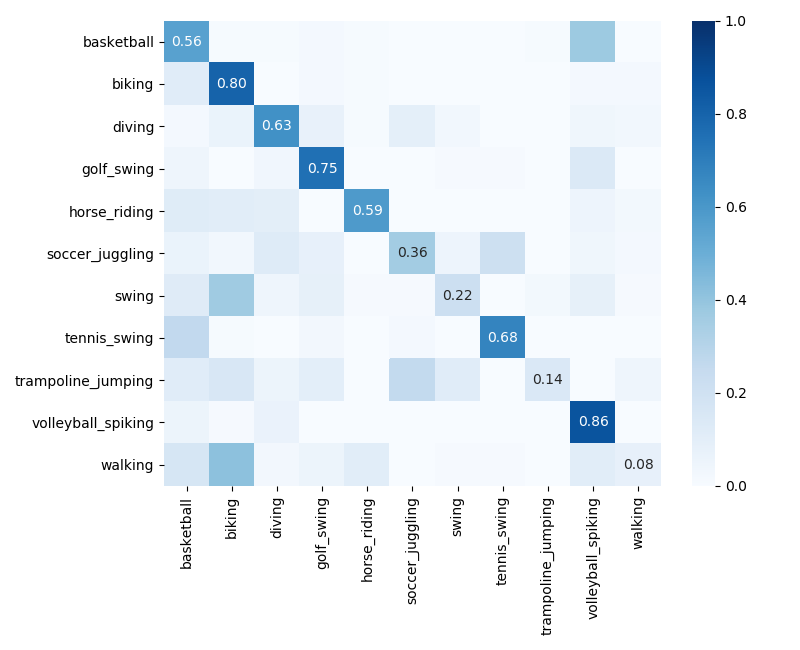 basketball
biking
diving
golf_swing
horse_riding
soccer_juggling
swing
tennis_swing
trampoline_jumping
volleyball_spiking
walking
0.56
0.80
0.63
0.75
0.59
0.36
0.22
0.68
0.14
0.86
0.08
basketball
biking
diving
golf_swing
horse_riding
soccer_juggling
swing
tennis_swing
trampoline_jumping
volleyball_spiking
walking
1.0
0.8
0.6
0.4
0.2
0.0